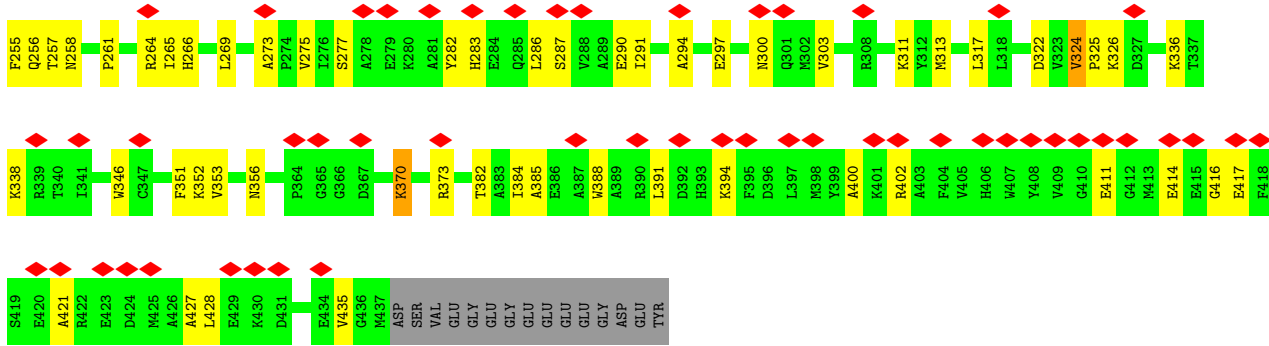 F255 Q256 T257 N258 P261 R264 I265 H266 L269 A273 P274 V275 I276 S277 A278 E279 K280 A281 Y282 H283 E284 Q285 L286 S287 V288 A289 E290 I291 A294 E297 N300 Q301 M302 V303 R308 K311 Y312 M313 L317 L318 D322 V323 V324 P325 K326 D327 K336 T337
K338 R339 T340 I341 W346 C347 F351 K352 V353 N356 P364 G365 G366 D367 K370 R373 T382 A383 I384 A385 E386 A387 W388 A389 R390 L391 D392 H393 K394 F395 D396 L397 M398 Y399 A400 K401 R402 A403 F404 V405 H406 W407 Y408 V409 G410 E411 G412 M413 E414 E415 G416 E417 F418
S419 E420 A421 R422 E423 D424 M425 A426 A427 L428 E429 K430 D431 E434 V435 G436 M437 ASP SER VAL GLU GLY GLU GLY GLU GLU GLU GLU GLY ASP GLU TYR